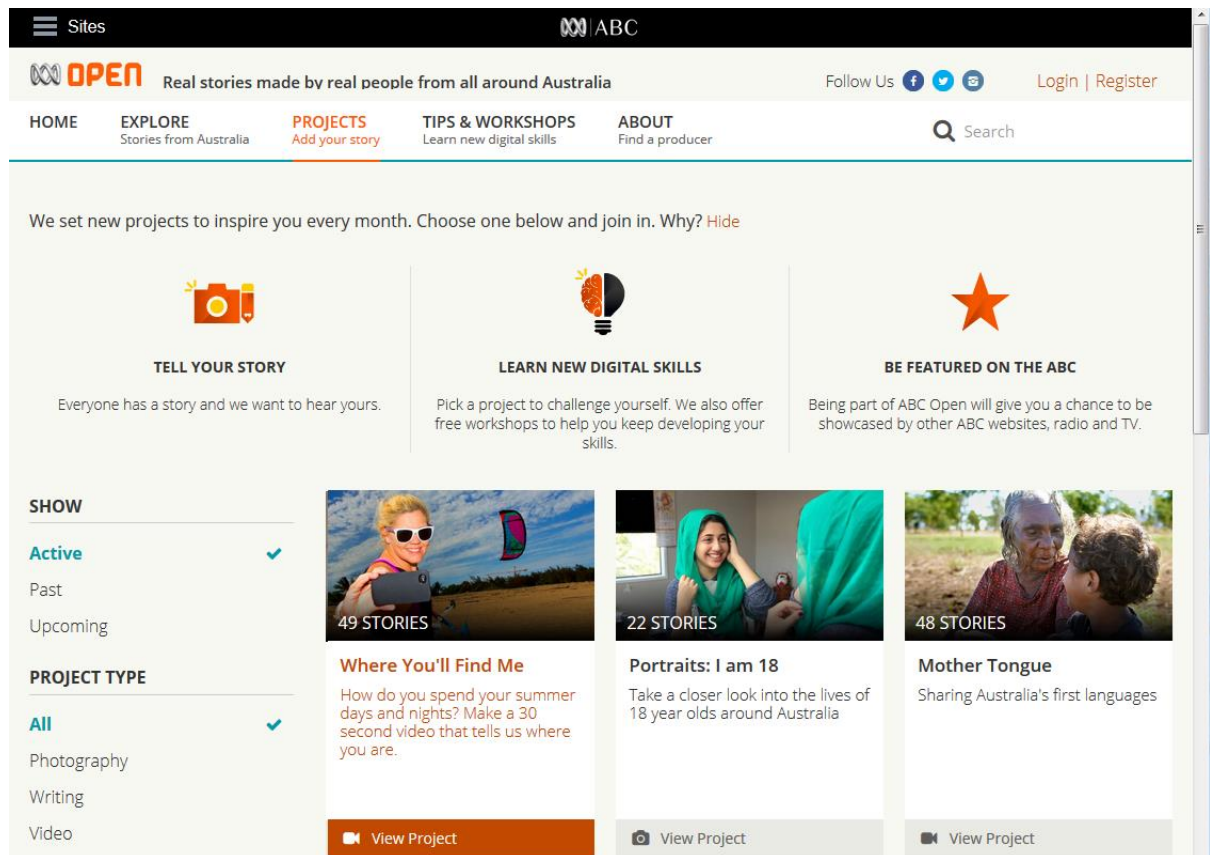 Sites
ABC
OPEN Real stories made by real people from all around Australia
Follow Us
Login | Register
HOME
EXPLORE
Stories from Australia
PROJECTS
Add your story
TIPS & WORKSHOPS
Learn new digital skills
ABOUT
Find a producer
Search
We set new projects to inspire you every month. Choose one below and join in. Why? Hide
TELL YOUR STORY
Everyone has a story and we want to hear yours.
LEARN NEW DIGITAL SKILLS
Pick a project to challenge yourself. We also offer
free workshops to help you keep developing your
skills.
BE FEATURED ON THE ABC
Being part of ABC Open will give you a chance to be
showcased by other ABC websites, radio and TV.
SHOW
Active
Past
Upcoming
PROJECT TYPE
All
Photography
Writing
Video
49 STORIES
Where You'll Find Me
How do you spend your summer
days and nights? Make a 30
second video that tells us where
you are.
View Project
22 STORIES
Portraits: I am 18
Take a closer look into the lives of
18 year olds around Australia
View Project
48 STORIES
Mother Tongue
Sharing Australia's first languages
View Project